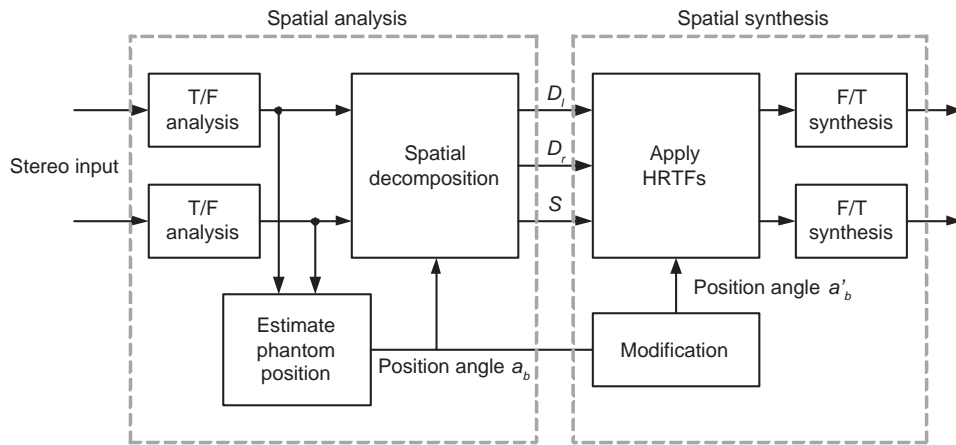 Spatial analysis
Spatial synthesis
T/F
analysis
Stereo input
T/F
analysis
Spatial
decomposition
D_l
D_r
S
Apply
HRTFs
F/T
synthesis
F/T
synthesis
Estimate
phantom
position
Position angle a_b
Position angle a'_b
Modification